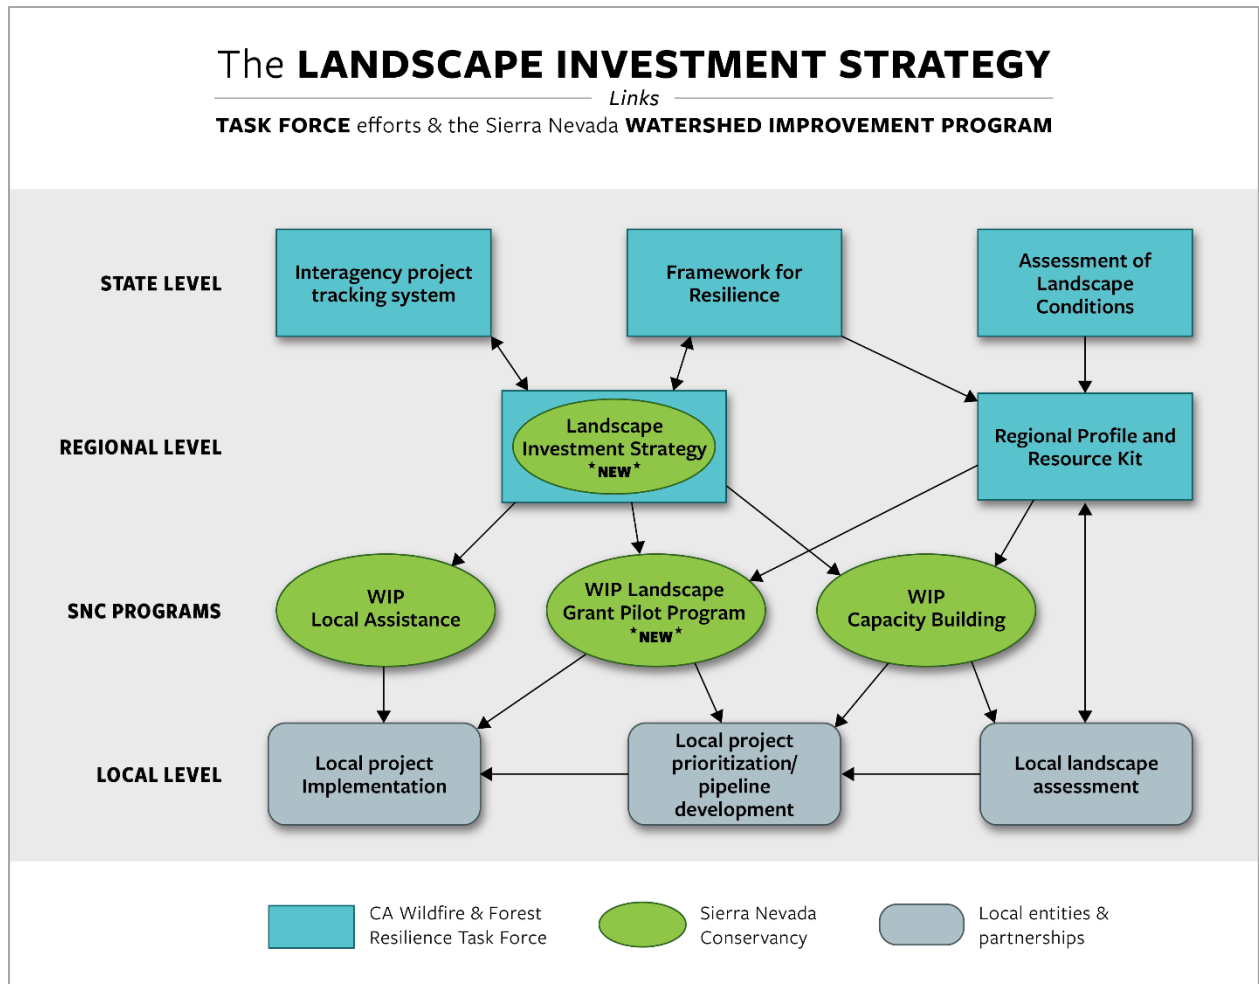 The LANDSCAPE INVESTMENT STRATEGY
Links
TASK FORCE efforts & the Sierra Nevada WATERSHED IMPROVEMENT PROGRAM
STATE LEVEL
Interagency project
tracking system
Framework for
Resilience
Assessment of
Landscape
Conditions
REGIONAL LEVEL
Landscape
Investment Strategy
*NEW*
Regional Profile and
Resource Kit
SNC PROGRAMS
WIP
Local Assistance
WIP Landscape
Grant Pilot Program
*NEW*
WIP
Capacity Building
LOCAL LEVEL
Local project
Implementation
Local project
prioritization/
pipeline
development
Local landscape
assessment
CA Wildfire & Forest
Resilience Task Force
Sierra Nevada
Conservancy
Local entities &
partnerships